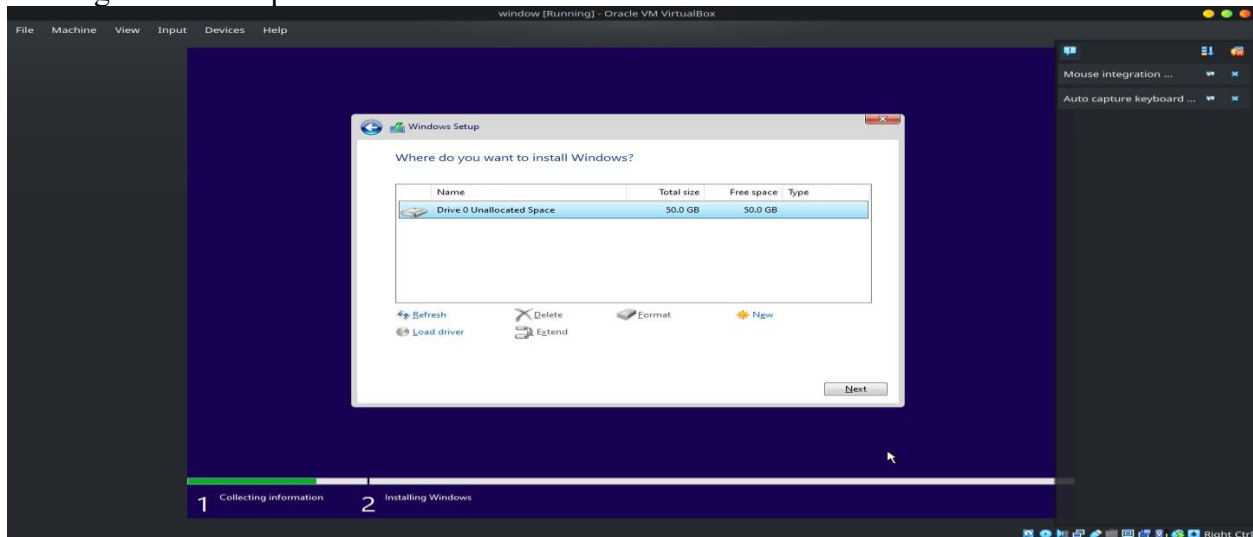 window [Running] - Oracle VM VirtualBox
File Machine View Input Devices Help
Mouse integration ...
Auto capture keyboard ...
Windows Setup
Where do you want to install Windows?
Name Total size Free space Type
Drive 0 Unallocated Space 50.0 GB 50.0 GB
Refresh Delete Format New
Load driver Extend
Next
1 Collecting information 2 Installing Windows
Right Ctrl